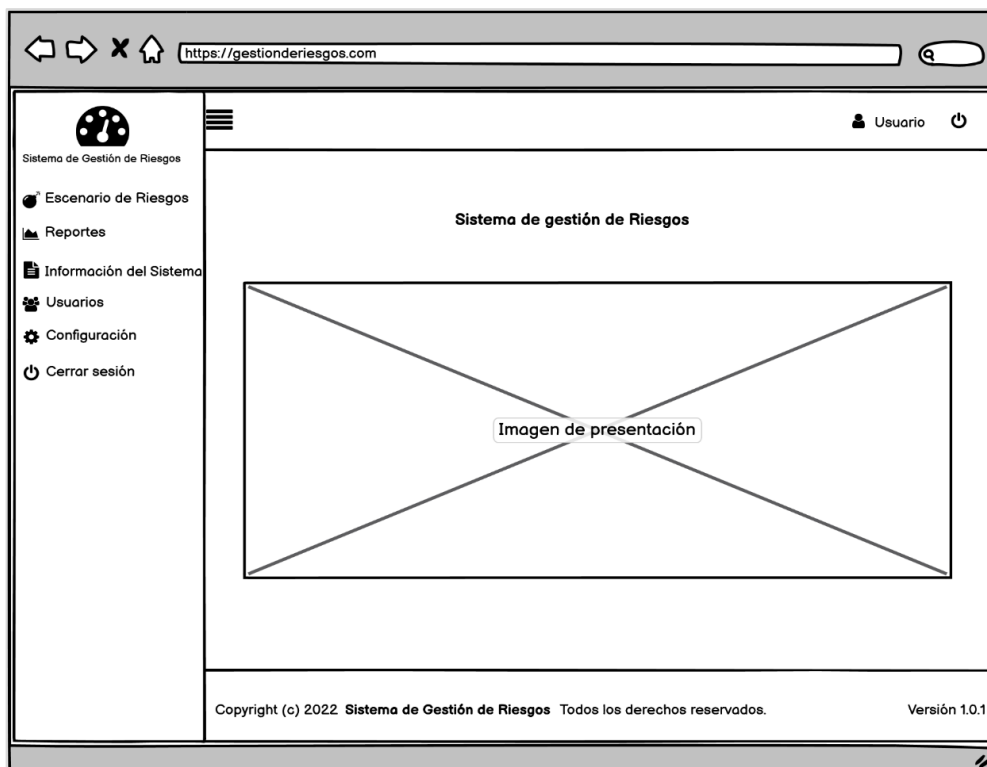 https://gestionderiesgos.com
Sistema de Gestión de Riesgos
Escenario de Riesgos
Reportes
Información del Sistema
Usuarios
Configuración
Cerrar sesión
Usuario
Sistema de gestión de Riesgos
Imagen de presentación
Copyright (c) 2022 Sistema de Gestión de Riesgos Todos los derechos reservados. Versión 1.0.1